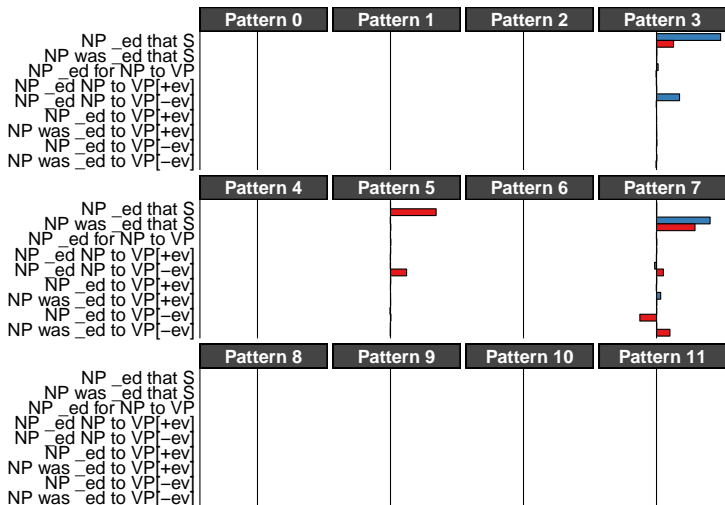 Pattern 0 Pattern 1 Pattern 2 Pattern 3
NP _ed that S
NP was _ed that S
NP _ed for NP to VP
NP _ed NP to VP[+ev]
NP _ed NP to VP[−ev]
NP _ed to VP[+ev]
NP was _ed to VP[+ev]
NP _ed to VP[−ev]
NP was _ed to VP[−ev]
Pattern 4 Pattern 5 Pattern 6 Pattern 7
NP _ed that S
NP was _ed that S
NP _ed for NP to VP
NP _ed NP to VP[+ev]
NP _ed NP to VP[−ev]
NP _ed to VP[+ev]
NP was _ed to VP[+ev]
NP _ed to VP[−ev]
NP was _ed to VP[−ev]
Pattern 8 Pattern 9 Pattern 10 Pattern 11
NP _ed that S
NP was _ed that S
NP _ed for NP to VP
NP _ed NP to VP[+ev]
NP _ed NP to VP[−ev]
NP _ed to VP[+ev]
NP was _ed to VP[+ev]
NP _ed to VP[−ev]
NP was _ed to VP[−ev]